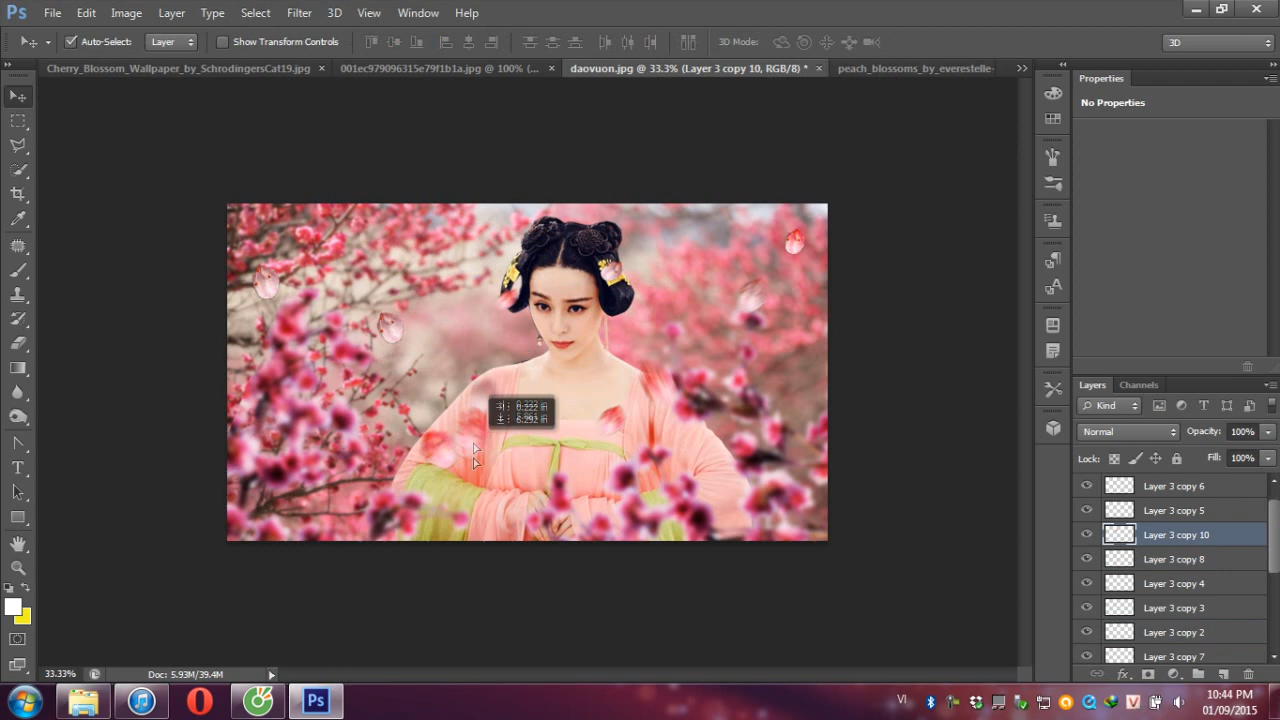 Ps File Edit Image Layer Type Select Filter 3D View Window Help
Auto-Select: Layer Show Transform Controls 3D Mode: 3D
Cherry_Blossom_Wallpaper_by_SchrodingersCat19.jpg × 001ec979096315e79f1b1a.jpg @ 100% (... × daovuon.jpg @ 33.3% (Layer 3 copy 10, RGB/8) * × peach_blossoms_by_everestelle-
Properties
No Properties
Layers Channels
Kind
Normal Opacity: 100%
Lock: Fill: 100%
Layer 3 copy 6
Layer 3 copy 5
Layer 3 copy 10
Layer 3 copy 8
Layer 3 copy 4
Layer 3 copy 3
Layer 3 copy 2
Layer 3 copy 7
33.33% Doc: 5.93M/39.4M
Ps VI 10:44 PM
01/09/2015